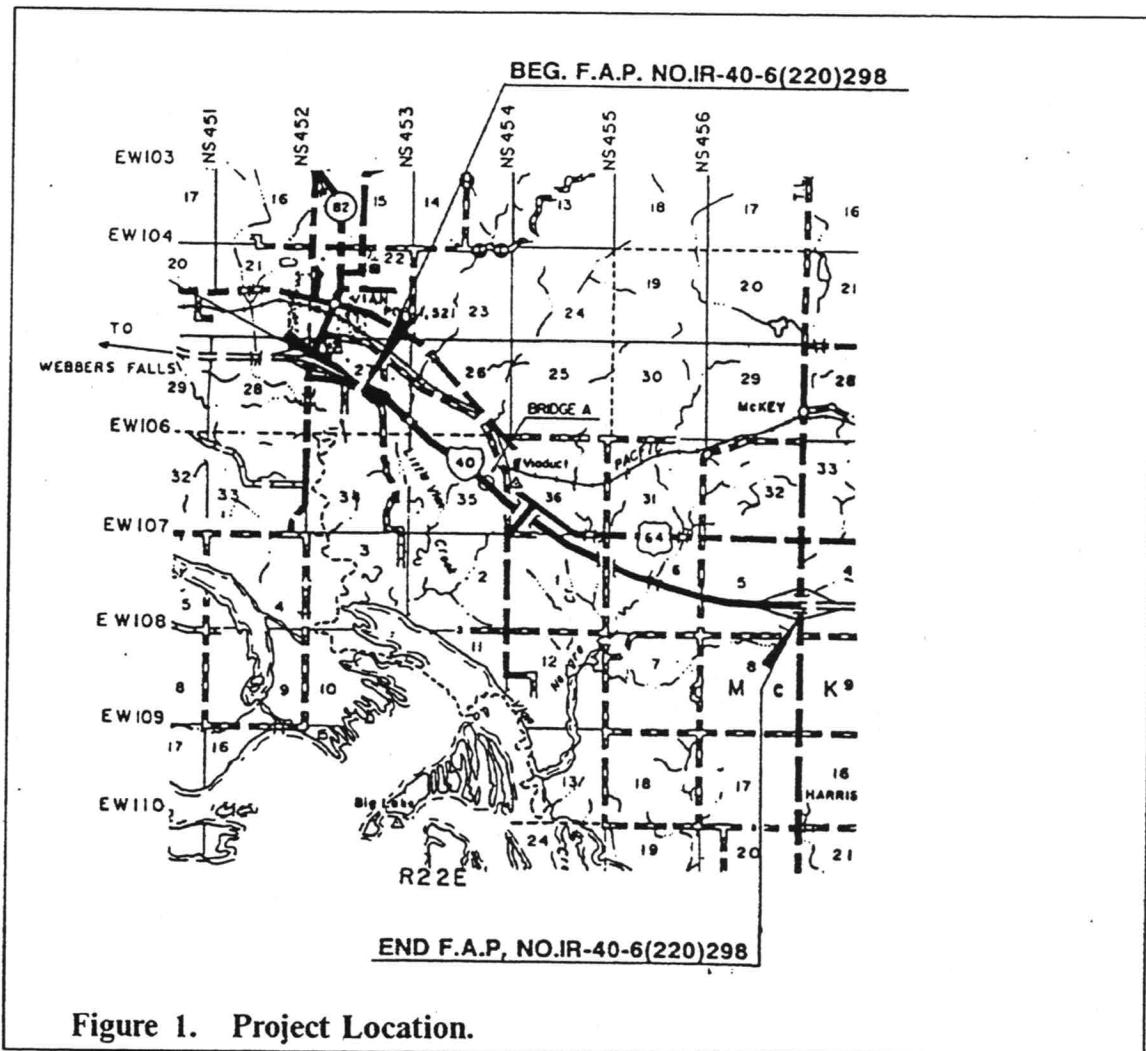 BEG. F.A.P. NO.IR-40-6(220)298
NS451
NS452
NS453
NS454
NS455
NS456
EW103
17 16 82 15 14 13 18 17 16
EW104
20 21 22 23 24 19 20 21
VIAN
TO
WEBBERS FALLS
29 28 27 26 25 30 29 28
McKEY
BRIDGE A
EW106
40
Viaduct
PACIFIC
32 33 34 35 36 31 32 33
EW107
64
Creek
3 2 6 5 4
5 4
EW108
11 12 7 8
8 9 10 M c K 9
EW109
17 16 15 13 18 17 16
HARRIS
EW110
Big Lake
24 19 20 21
R22E
END F.A.P, NO.IR-40-6(220)298
Figure 1. Project Location.